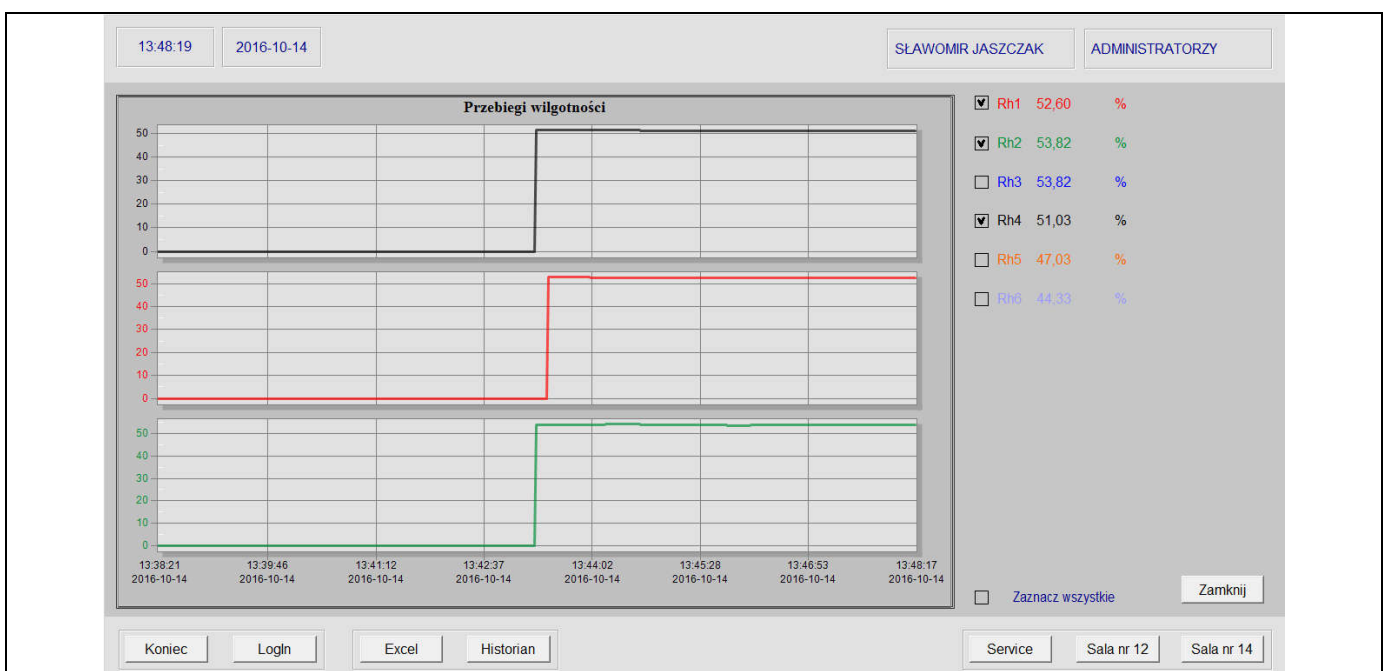 13:48:19 2016-10-14 SŁAWOMIR JASZCZAK ADMINISTRATORZY
Przebiegi wilgotności
50
40
30
20
10
0
50
40
30
20
10
0
50
40
30
20
10
0
13:38:21 13:39:46 13:41:12 13:42:37 13:44:02 13:45:28 13:46:53 13:48:17
2016-10-14 2016-10-14 2016-10-14 2016-10-14 2016-10-14 2016-10-14 2016-10-14 2016-10-14
Rh1 52,60 %
Rh2 53,82 %
Rh3 53,82 %
Rh4 51,03 %
Rh5 47,03 %
Rh6 44,33 %
Zaznacz wszystkie Zamknij
Koniec LogIn Excel Historian Service Sala nr 12 Sala nr 14